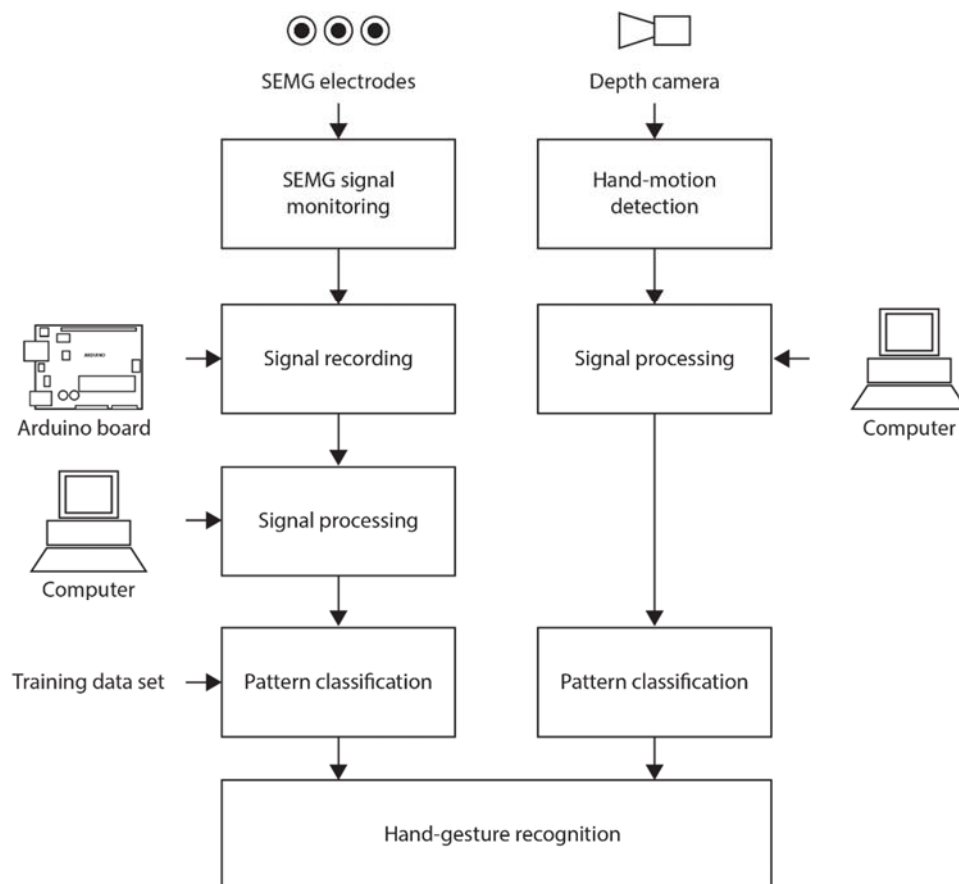 SEMG electrodes
Depth camera
SEMG signal
monitoring
Hand-motion
detection
ARDUINO
Arduino board
Signal recording
Signal processing
Computer
Computer
Signal processing
Training data set
Pattern classification
Pattern classification
Hand-gesture recognition